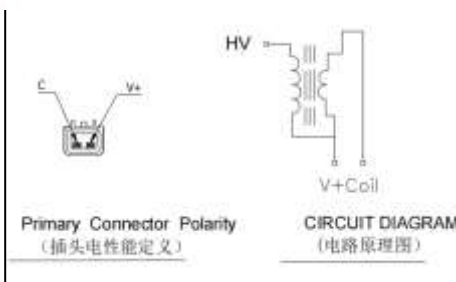 HV
C
V+
V+Coil
Primary Connector Polarity
(插头电性能定义)
CIRCUIT DIAGRAM
(电路原理图)